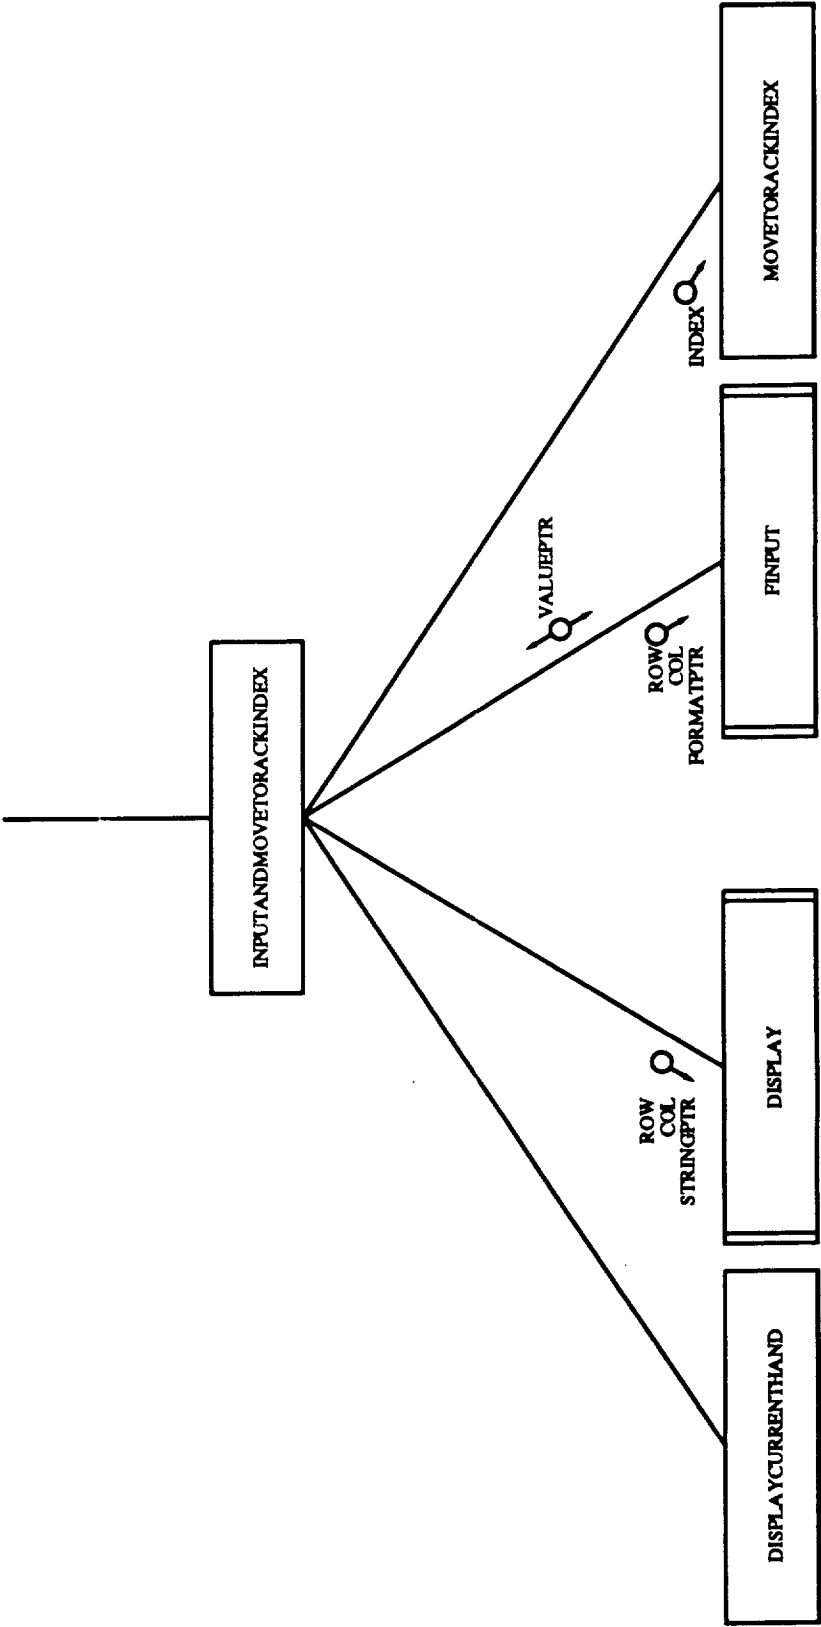 INPUTANDMOVETORACKINDEX
VALUEPTR
ROW
COL
STRINGPTR
ROW
COL
FORMATPTR
INDEX
DISPLAYCURRENTHAND
DISPLAY
FINPUT
MOVETORACKINDEX